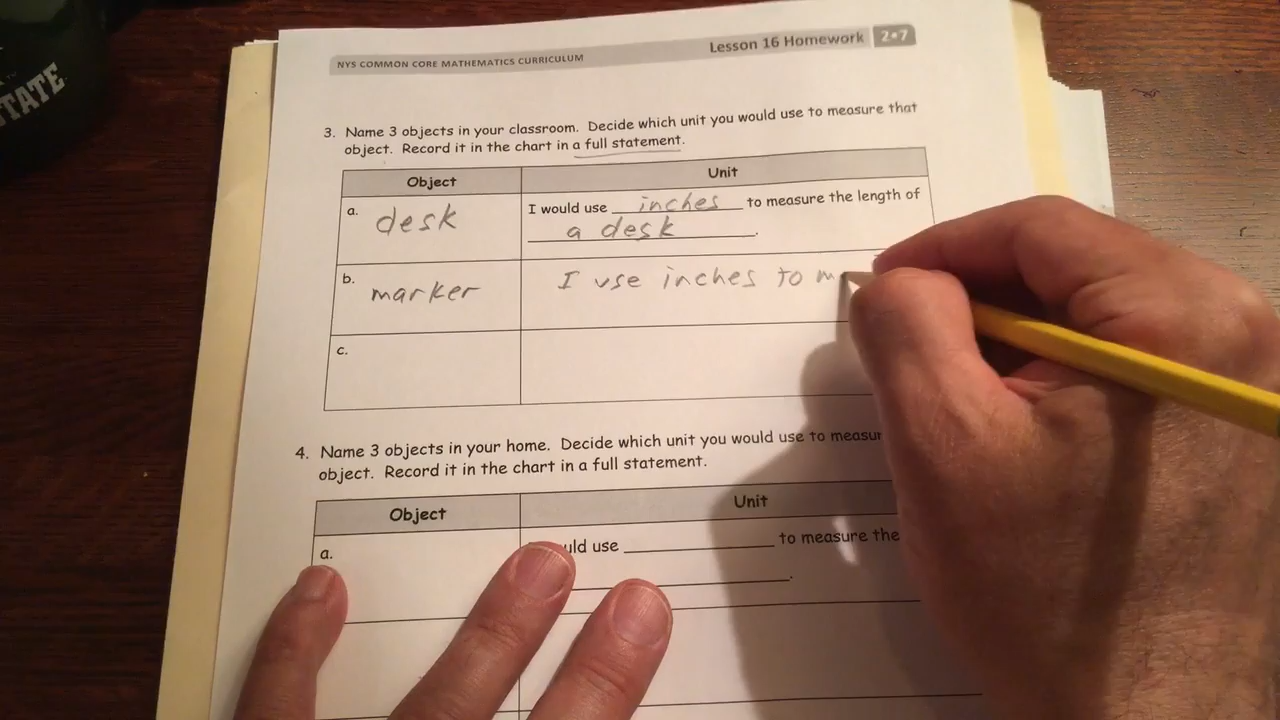 STATE
NYS COMMON CORE MATHEMATICS CURRICULUM
Lesson 16 Homework 2•7
3. Name 3 objects in your classroom. Decide which unit you would use to measure that
object. Record it in the chart in a full statement.
Object
Unit
a. desk
I would use inches to measure the length of
a desk.
b. marker
I use inches to m
c.
4. Name 3 objects in your home. Decide which unit you would use to measur
object. Record it in the chart in a full statement.
Object
Unit
a.
uld use ____________ to measure the
____________.